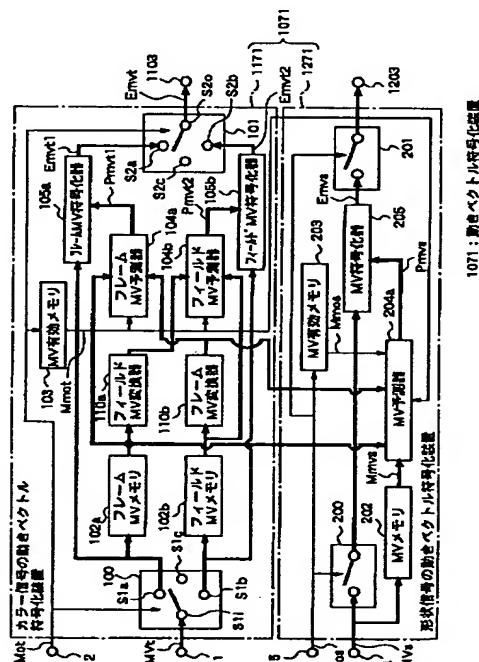 カラー信号の動きベクトル
符号化装置
Mot
2
MVt
1
100
S1a
S1i
S1c
S1b
103
MV有効メモリ
Mmot
102a
フレーム
MVメモリ
102b
フィールド
MVメモリ
110a
フィールド
MV変換器
110b
フレーム
MV変換器
104a
フレーム
MV予測器
104b
フィールド
MV予測器
105a
フレームMV符号化器
105b
フィールドMV符号化器
Pmvt1
Pmvt2
Emvt1
Emvt2
S2a
S2c
S2o
S2b
101
Emvt
1103
1171
1271
1071
形状信号の動きベクトル
符号化装置
200
202
MVメモリ
Mmvs
203
MV有効メモリ
Mmos
204a
MV予測器
Pmvs
205
MV符号化器
Emvs
201
1203
1071：動きベクトル符号化装置